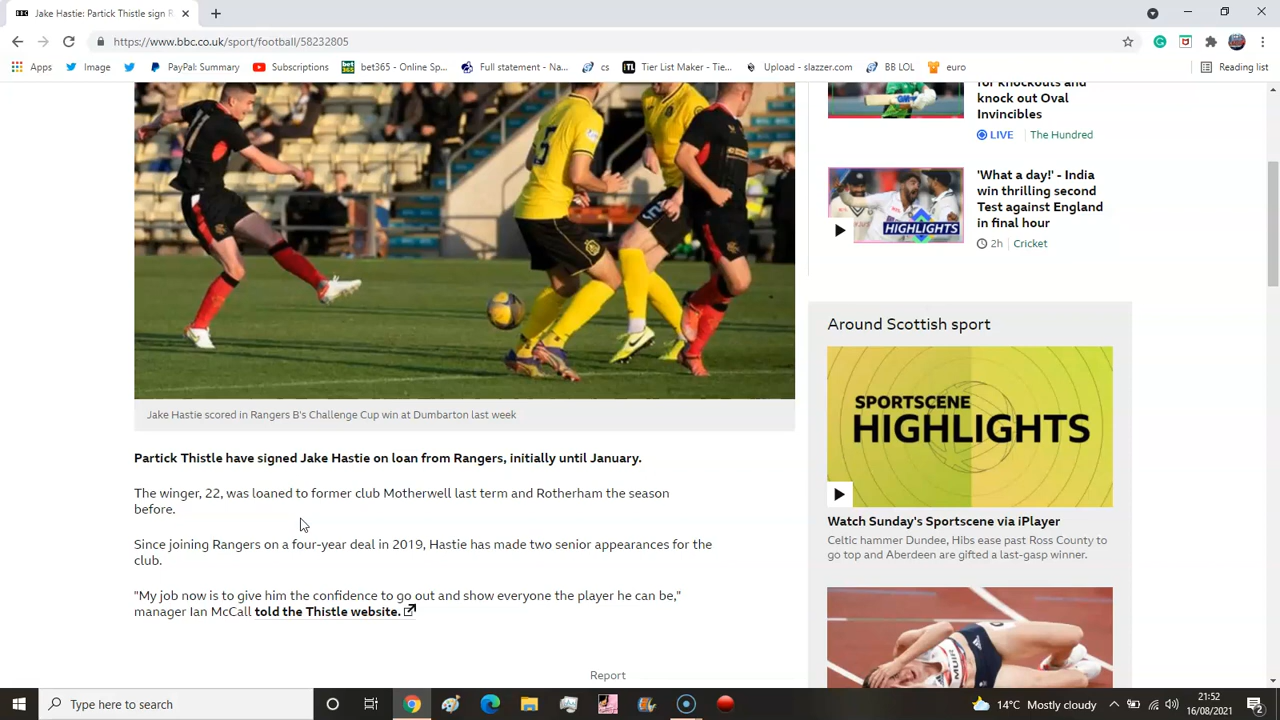 Jake Hastie: Partick Thistle sign R
https://www.bbc.co.uk/sport/football/58232805
Apps
Image
PayPal: Summary
Subscriptions
bet365 - Online Sp...
Full statement - Na...
cs
Tier List Maker - Tie...
Upload - slazzer.com
BB LOL
euro
Reading list
for knockouts and
knock out Oval
Invincibles
LIVE The Hundred
'What a day!' - India
win thrilling second
Test against England
in final hour
HIGHLIGHTS
2h Cricket
5
Jake Hastie scored in Rangers B's Challenge Cup win at Dumbarton last week
Partick Thistle have signed Jake Hastie on loan from Rangers, initially until January.
The winger, 22, was loaned to former club Motherwell last term and Rotherham the season
before.
Since joining Rangers on a four-year deal in 2019, Hastie has made two senior appearances for the
club.
"My job now is to give him the confidence to go out and show everyone the player he can be,"
manager Ian McCall told the Thistle website.
Report
Around Scottish sport
SPORTSCENE
HIGHLIGHTS
Watch Sunday's Sportscene via iPlayer
Celtic hammer Dundee, Hibs ease past Ross County to
go top and Aberdeen are gifted a last-gasp winner.
MUIR
Type here to search
14°C Mostly cloudy
21:52
16/08/2021
2